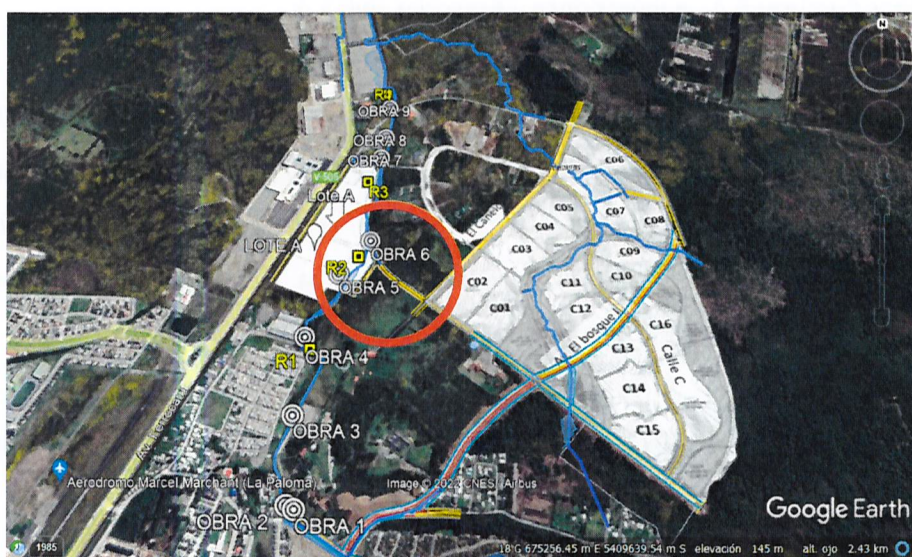 N
R4
OBRA 9
OBRA 8
OBRA 7
V-505
R3
Lote A
LOTE A
El Canelo
C06
C05
C07
C08
C04
C03
C09
OBRA 6
C02
C10
R2
C11
OBRA 5
C01
C12
C16
Av. El bosque II
OBRA 4
R1
C13
Calle C
C14
OBRA 3
C15
Aerodromo Marcel Marchant (La Paloma)
Image © 2022 CNES / Airbus
OBRA 2
OBRA 1
Google Earth
1985
18 G 675256.45 m E 5409639.54 m S elevación 145 m alt. ojo 2.43 km